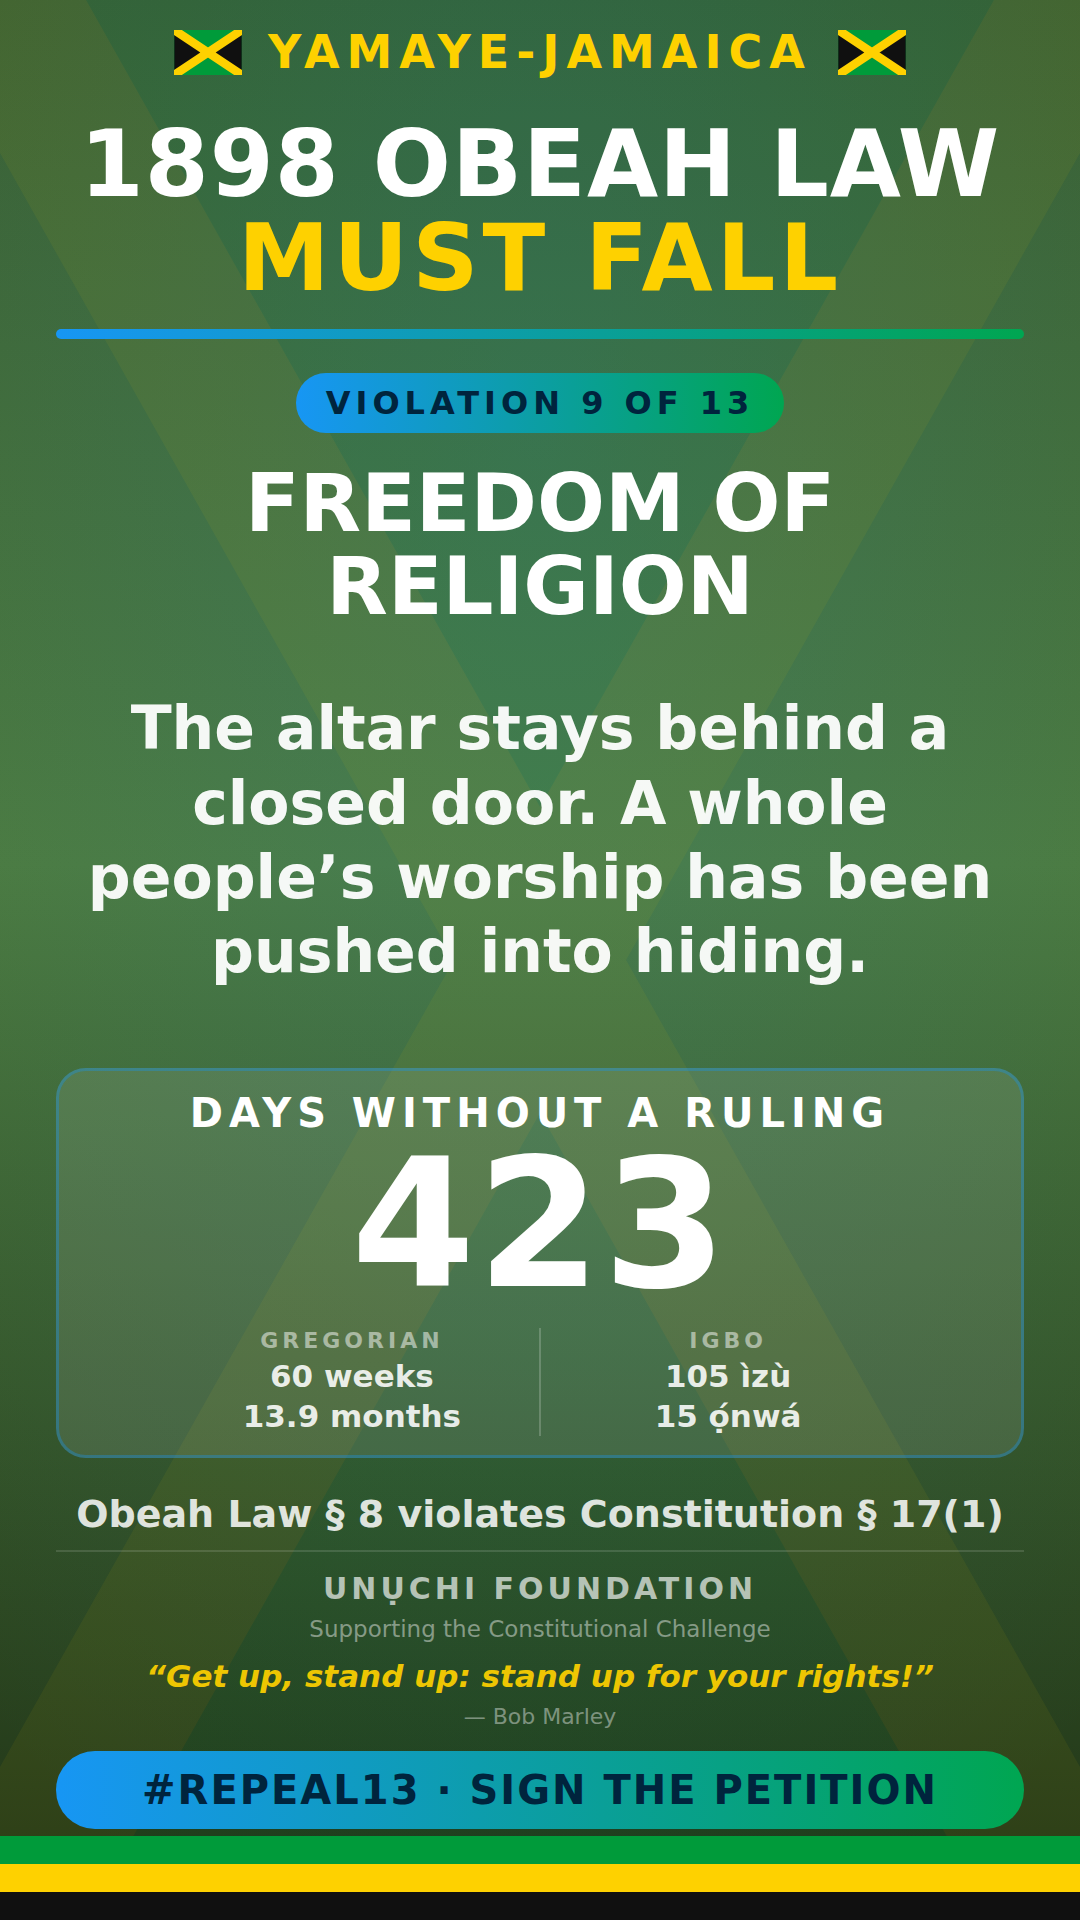 YAMAYE-JAMAICA
1898 OBEAH LAW
MUST FALL
VIOLATION 9 OF 13
FREEDOM OF
RELIGION
The altar stays behind a
closed door. A whole
people’s worship has been
pushed into hiding.
DAYS WITHOUT A RULING
423
GREGORIAN
60 weeks
13.9 months
IGBO
105 ìzù
15 ọ́nwá
Obeah Law § 8 violates Constitution § 17(1)
UNỤCHI FOUNDATION
Supporting the Constitutional Challenge
“Get up, stand up: stand up for your rights!”
— Bob Marley
#REPEAL13 · SIGN THE PETITION